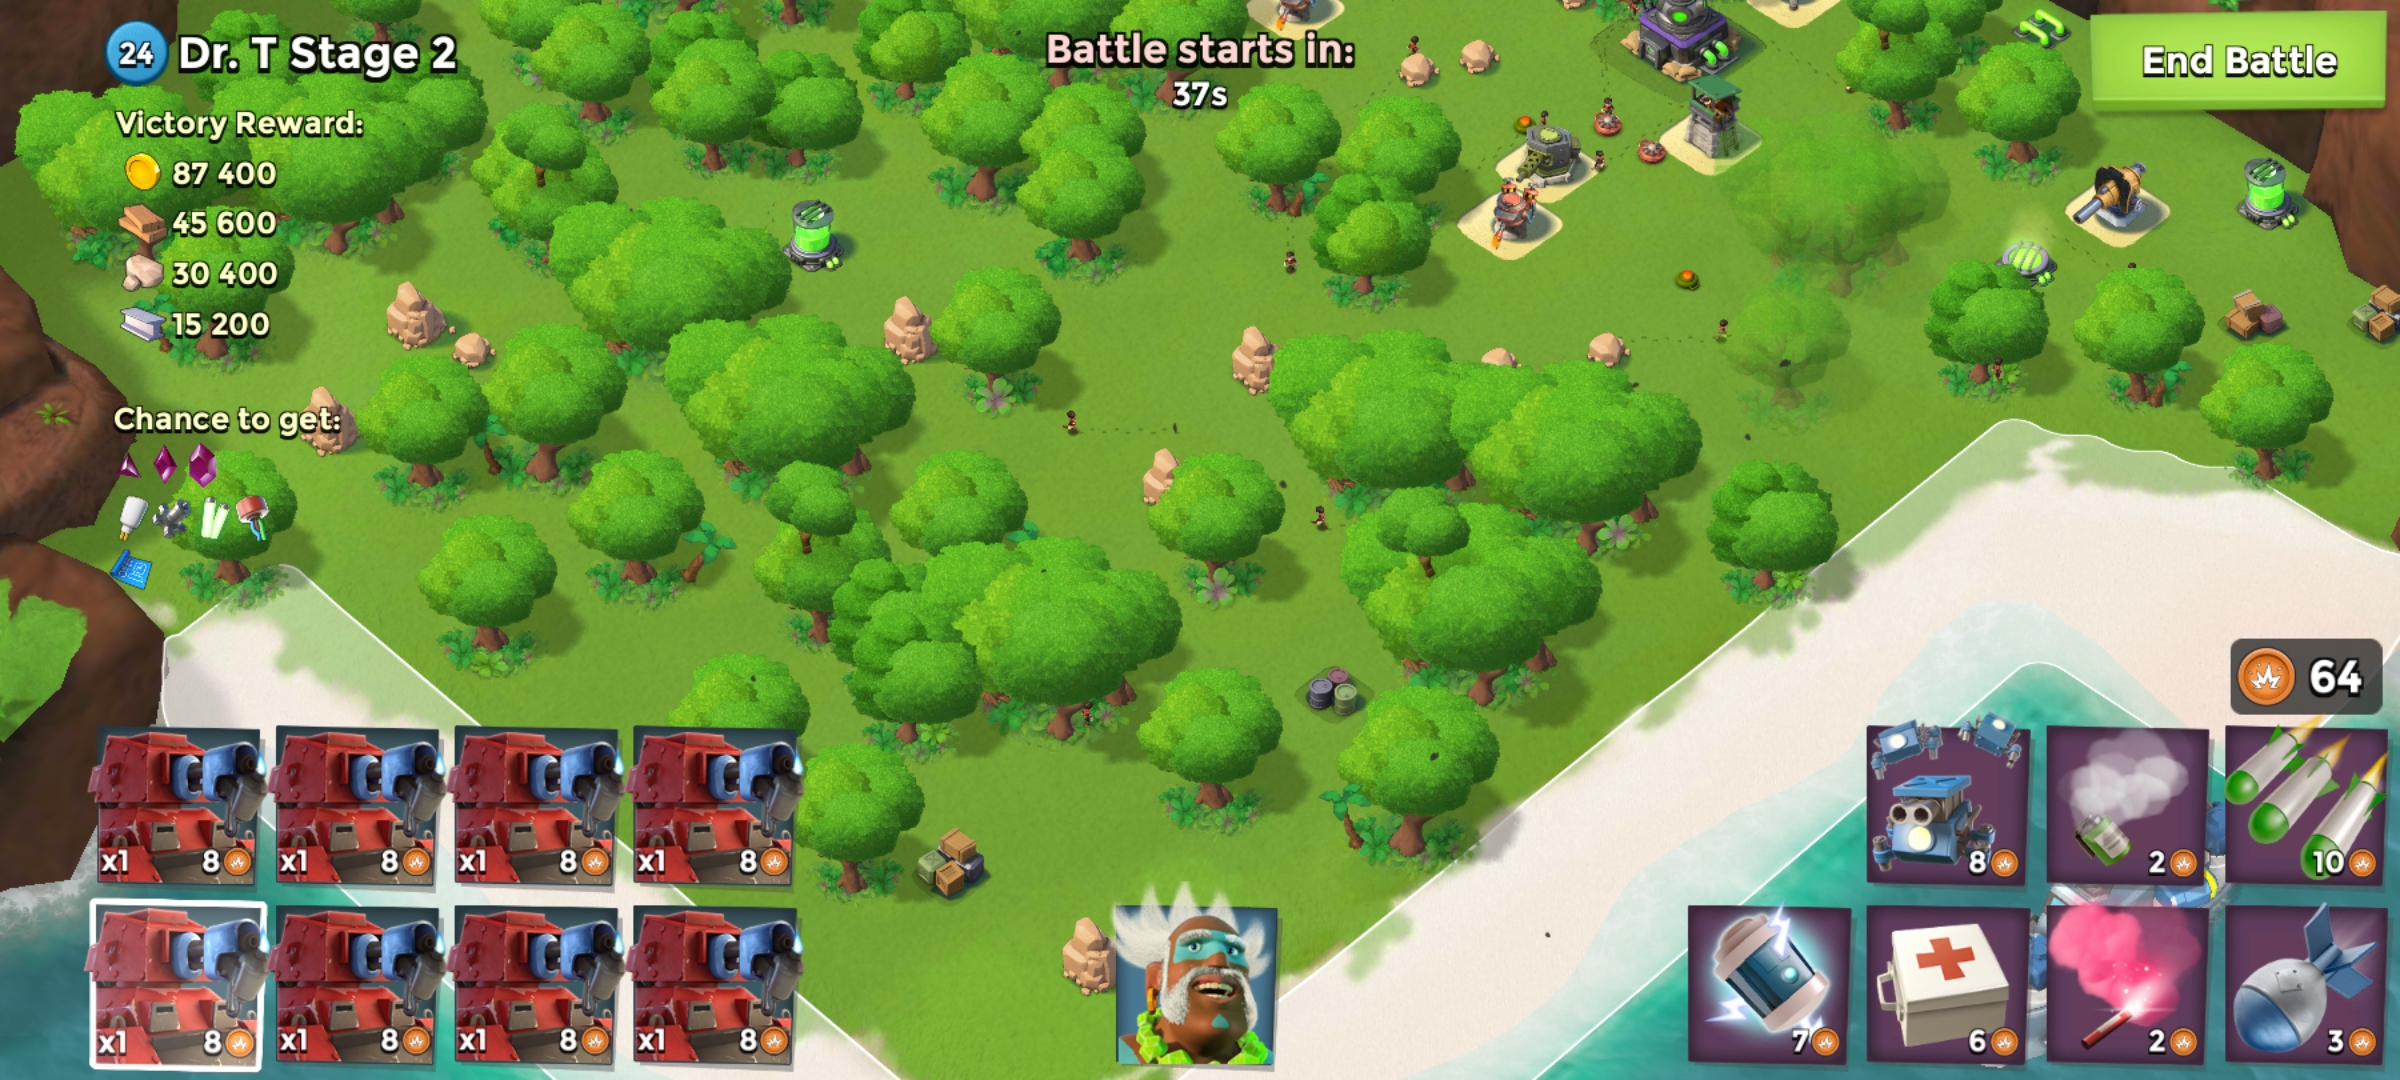 24 Dr. T Stage 2
Victory Reward:
87 400
45 600
30 400
15 200
Chance to get:
Battle starts in:
37s
End Battle
64
x1 8
x1 8
x1 8
x1 8
8
2
10
x1 8
x1 8
x1 8
x1 8
7
6
2
3